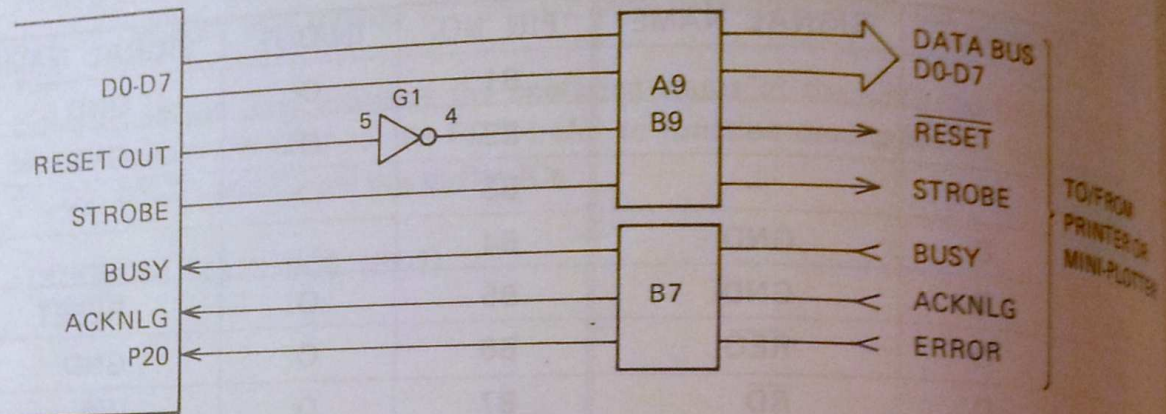 D0-D7
RESET OUT
STROBE
BUSY
ACKNLG
P20
G1
5
4
A9
B9
B7
DATA BUS
D0-D7
RESET
STROBE
BUSY
ACKNLG
ERROR
TO/FROM
PRINTER OR
MINI-PLOTTER